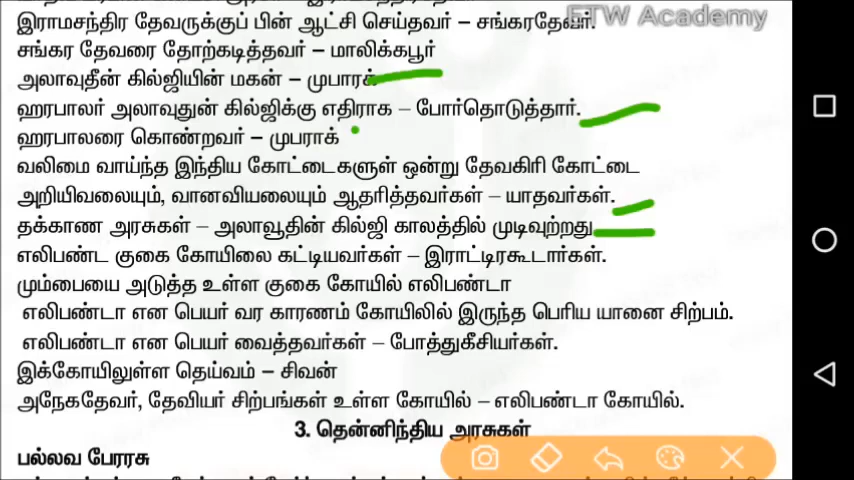 இராமசந்திர தேவருக்குப் பின் ஆட்சி செய்தவர் – சங்கரதேவர்.
ETW Academy
சங்கர தேவரை தோற்கடித்தவர் – மாலிக்கபூர்
அலாவுதீன் கில்ஜியின் மகன் – முபாரக்
ஹரபாலர் அலாவுதுன் கில்ஜிக்கு எதிராக – போர்தொடுத்தார்.
ஹரபாலரை கொண்றவர் – முபராக்
வலிமை வாய்ந்த இந்திய கோட்டைகளுள் ஒன்று தேவகிரி கோட்டை
அறியிவலையும், வானவியலையும் ஆதரித்தவர்கள் – யாதவர்கள்.
தக்காண அரசுகள் – அலாவூதின் கில்ஜி காலத்தில் முடிவுற்றது
எலிபண்ட குகை கோயிலை கட்டியவர்கள் – இராட்டிரகூடார்கள்.
மும்பையை அடுத்த உள்ள குகை கோயில் எலிபண்டா
எலிபண்டா என பெயர் வர காரணம் கோயிலில் இருந்த பெரிய யானை சிற்பம்.
எலிபண்டா என பெயர் வைத்தவர்கள் – போத்துகீசியர்கள்.
இக்கோயிலுள்ள தெய்வம் – சிவன்
அநேகதேவர், தேவியர் சிற்பங்கள் உள்ள கோயில் – எலிபண்டா கோயில்.
3. தென்னிந்திய அரசுகள்
பல்லவ பேரரசு